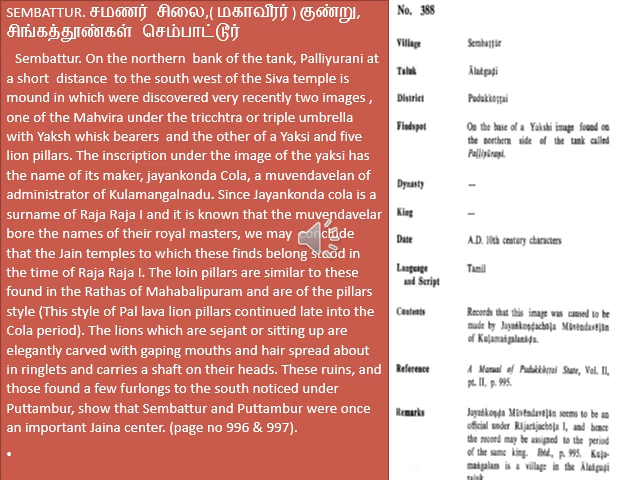 SEMBATTUR. சமணர் சிலை,( மகாவீரர் ) குண்று,
சிங்கத்தூண்கள் செம்பாட்டூர்
Sembattur. On the northern bank of the tank, Palliyurani at
a short distance to the south west of the Siva temple is
mound in which were discovered very recently two images ,
one of the Mahvira under the tricchtra or triple umbrella
with Yaksh whisk bearers and the other of a Yaksi and five
lion pillars. The inscription under the image of the yaksi has
the name of its maker, jayankonda Cola, a muvendavelan of
administrator of Kulamangalnadu. Since Jayankonda cola is a
surname of Raja Raja I and it is known that the muvendavelar
bore the names of their royal masters, we may conclude
that the Jain temples to which these finds belong stood in
the time of Raja Raja I. The loin pillars are similar to these
found in the Rathas of Mahabalipuram and are of the pillars
style (This style of Pal lava lion pillars continued late into the
Cola period). The lions which are sejant or sitting up are
elegantly carved with gaping mouths and hair spread about
in ringlets and carries a shaft on their heads. These ruins, and
those found a few furlongs to the south noticed under
Puttambur, show that Sembattur and Puttambur were once
an important Jaina center. (page no 996 & 997).
•
No. 388
Village Sembaṭṭūr
Taluk Ālaṅguḍi
District Pudukkōṭṭai
Findspot On the base of a Yakshi image found on
the northern side of the tank called
Paḷḷiyūraṇi.
Dynasty —
King —
Date A.D. 10th century characters
Language Tamil
and Script
Contents Records that this image was caused to be
made by Jayaṅkoṇḍachōḻa Mūvēndavēḷān
of Kuḷamaṅgalanāḍu.
Reference A Manual of Pudukkōṭṭai State, Vol. II,
pt. II, p. 995.
Remarks Jayaṅkoṇḍa Mūvēndavēḷān seems to be an
official under Rājarājachōḻa I, and hence
the record may be assigned to the period
of the same king. Ibid., p. 995. Kuḷa-
maṅgalam is a village in the Ālaṅguḍi
taluk.